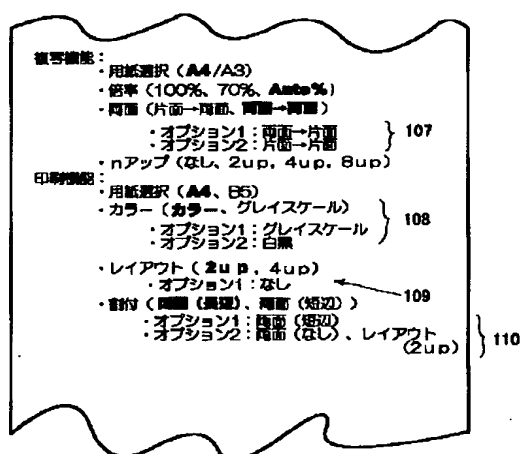 複写機能：
・用紙選択（A4/A3）
・倍率（100%、70%、Auto%）
・両面（片面→両面、両面→両面）
・オプション1：両面→片面
・オプション2：片面→片面
107
・nアップ（なし、2up，4up，8up）
印刷機能：
・用紙選択（A4、B5）
・カラー（カラー、グレイスケール）
・オプション1：グレイスケール
・オプション2：白黒
108
・レイアウト（2up，4up）
・オプション1：なし
109
・割付（両面（長辺）、両面（短辺））
・オプション1：両面（短辺）
・オプション2：両面（なし）、レイアウト
（2up）
110